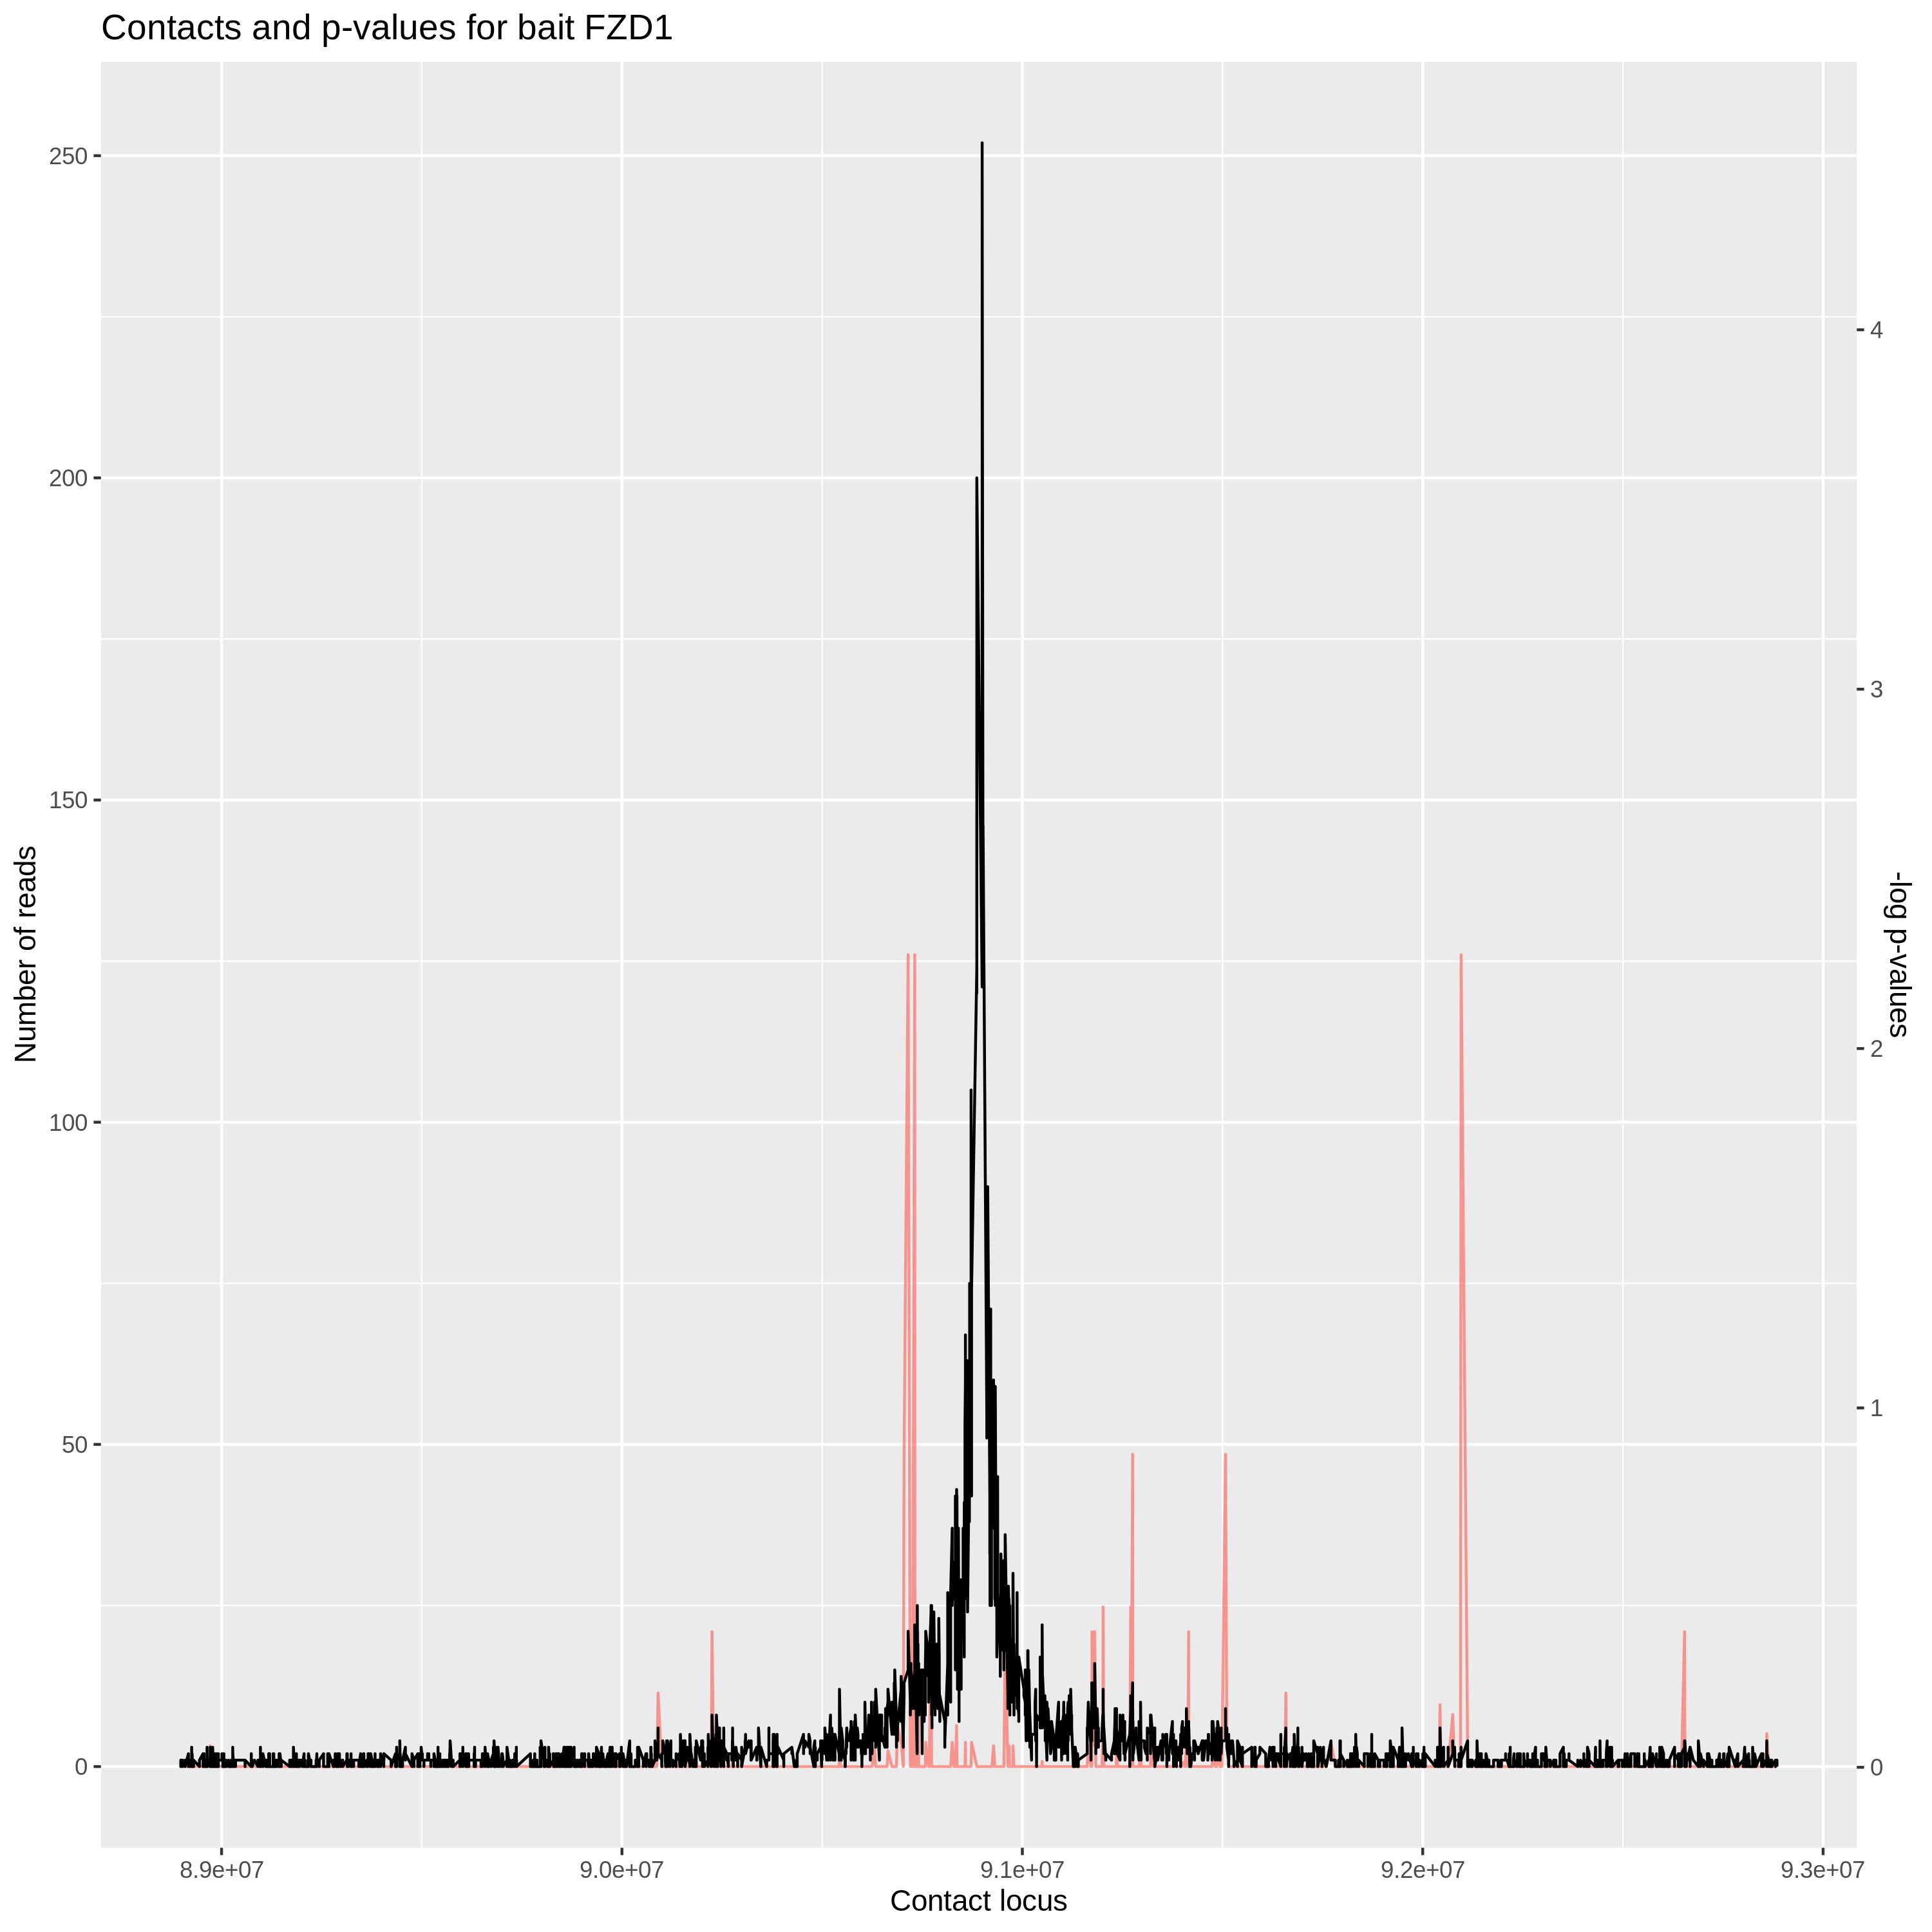 Contacts and p-values for bait FZD1
250
200
150
100
50
0
Number of reads
4
3
2
1
0
-log p-values
8.9e+07 9.0e+07 9.1e+07 9.2e+07 9.3e+07
Contact locus